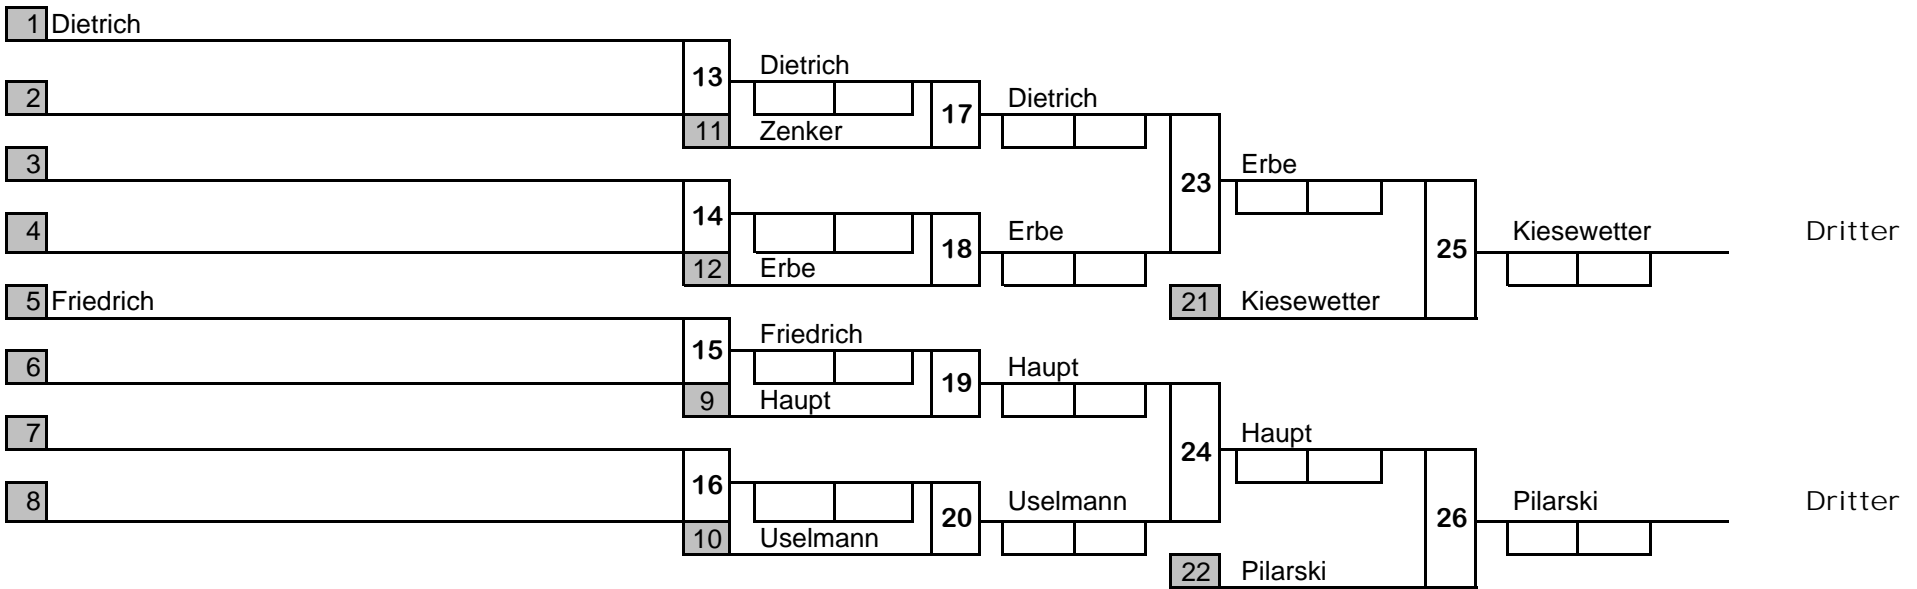 1 Dietrich
13 Dietrich
2
17 Dietrich
11 Zenker
3
23 Erbe
14
4
18 Erbe
25 Kiesewetter Dritter
12 Erbe
5 Friedrich
21 Kiesewetter
15 Friedrich
6
19 Haupt
9 Haupt
7
24 Haupt
16
8
20 Uselmann
26 Pilarski Dritter
10 Uselmann
22 Pilarski